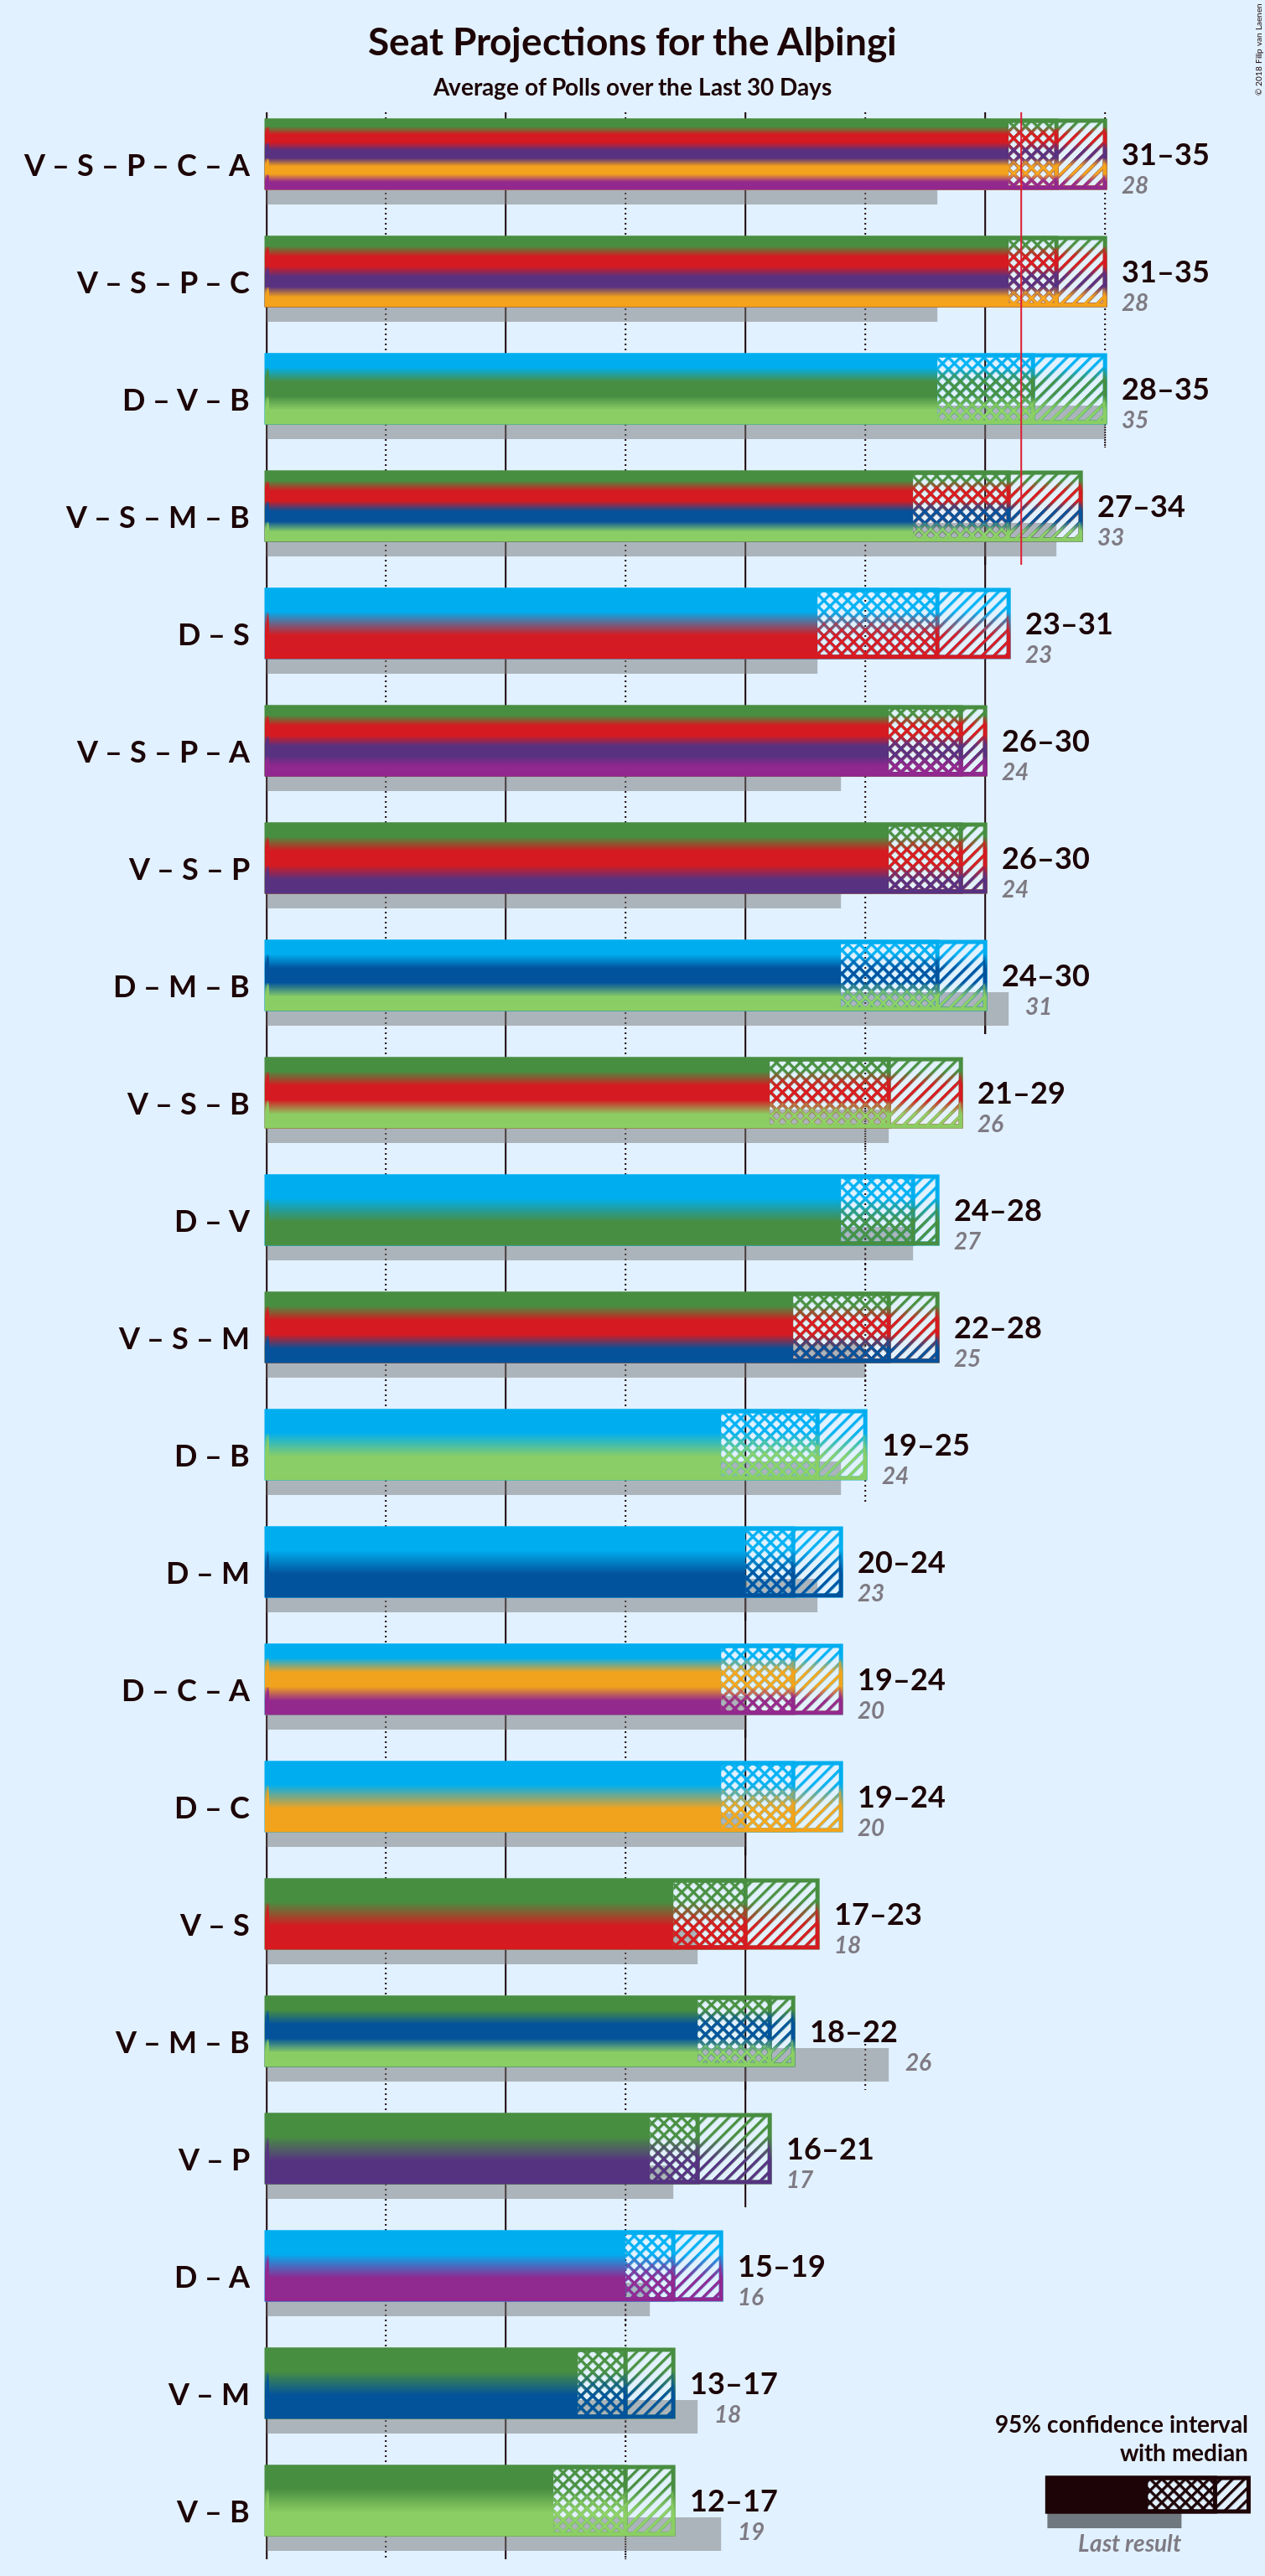 Seat Projections for the Alþingi
Average of Polls over the Last 30 Days
© 2018 Filip van Laenen
V – S – P – C – A
31–35
28
V – S – P – C
31–35
28
D – V – B
28–35
35
V – S – M – B
27–34
33
D – S
23–31
23
V – S – P – A
26–30
24
V – S – P
26–30
24
D – M – B
24–30
31
V – S – B
21–29
26
D – V
24–28
27
V – S – M
22–28
25
D – B
19–25
24
D – M
20–24
23
D – C – A
19–24
20
D – C
19–24
20
V – S
17–23
18
V – M – B
18–22
26
V – P
16–21
17
D – A
15–19
16
V – M
13–17
18
V – B
12–17
19
95% confidence interval
with median
Last result